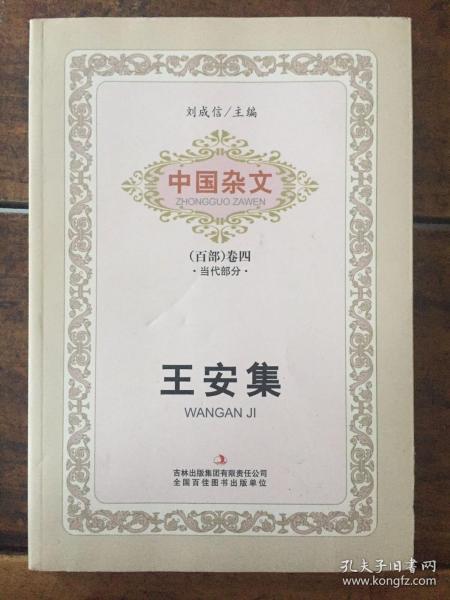 刘成信/主编
中国杂文
ZHONGGUO ZAWEN
(百部)卷四
·当代部分·
王安集
WANGAN JI
吉林出版集团有限责任公司
全国百佳图书出版单位
孔夫子旧书网
www.kongfz.com